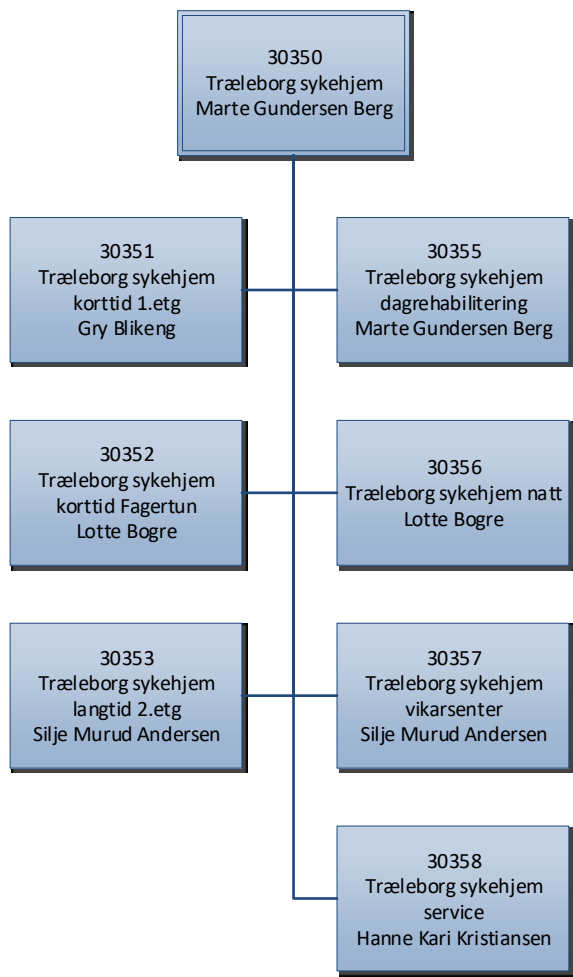 30350
Træleborg sykehjem
Marte Gundersen Berg
30351
Træleborg sykehjem
korttid 1.etg
Gry Blikeng
30355
Træleborg sykehjem
dagrehabilitering
Marte Gundersen Berg
30352
Træleborg sykehjem
korttid Fagertun
Lotte Bogre
30356
Træleborg sykehjem natt
Lotte Bogre
30353
Træleborg sykehjem
langtid 2.etg
Silje Murud Andersen
30357
Træleborg sykehjem
vikarsenter
Silje Murud Andersen
30358
Træleborg sykehjem
service
Hanne Kari Kristiansen